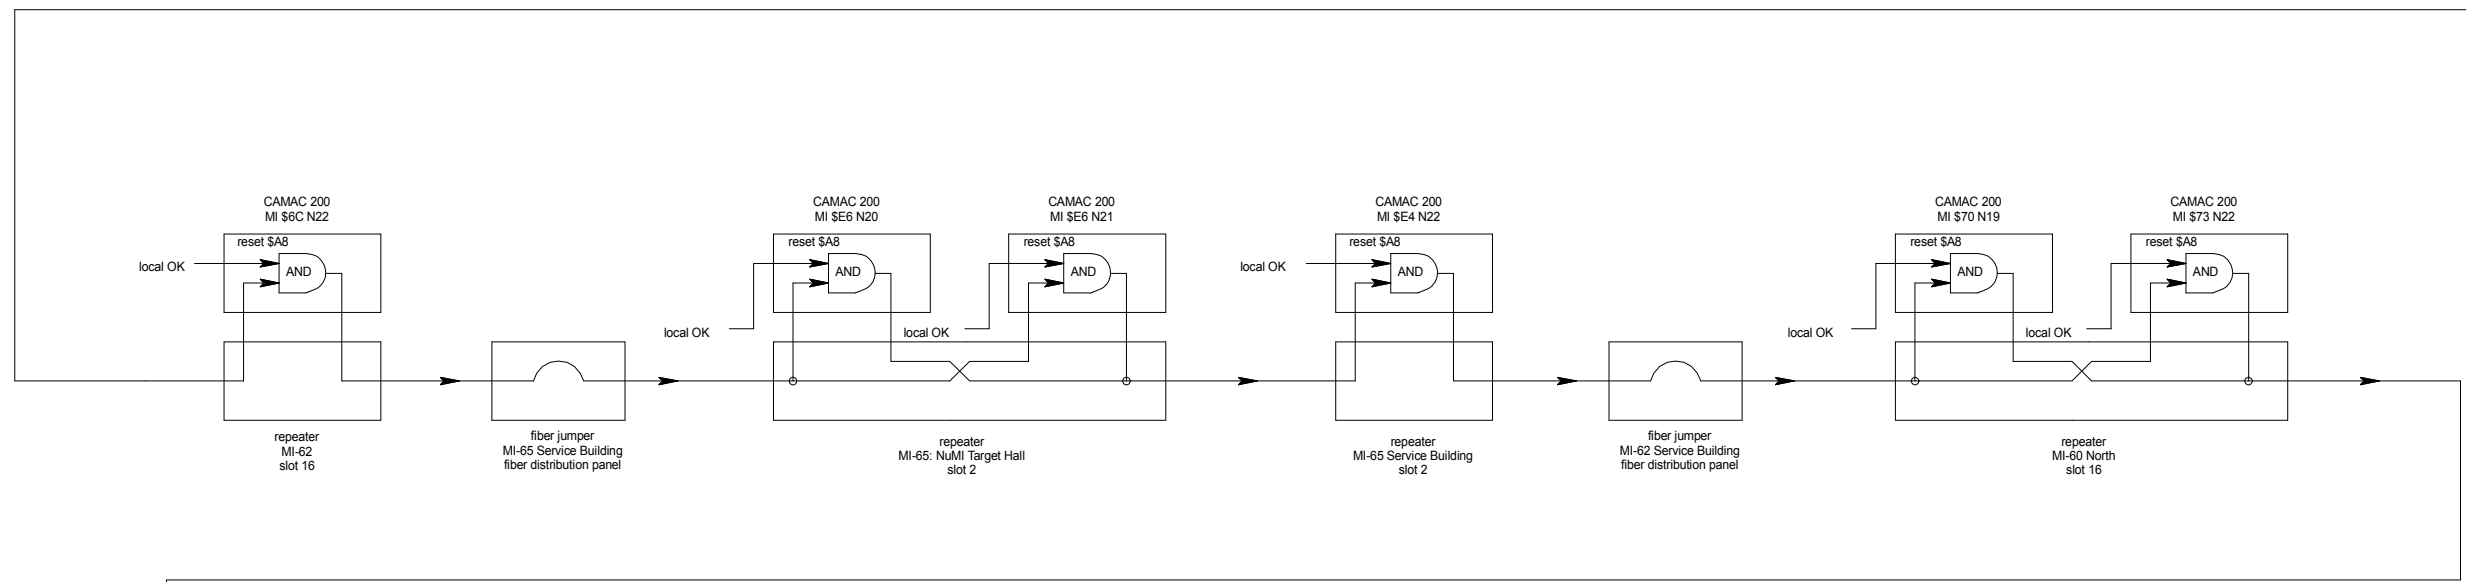 CAMAC 200
MI $6C N22
reset $A8
local OK
AND
repeater
MI-62
slot 16
fiber jumper
MI-65 Service Building
fiber distribution panel
CAMAC 200
MI $E6 N20
reset $A8
AND
local OK
CAMAC 200
MI $E6 N21
reset $A8
AND
local OK
repeater
MI-65: NuMI Target Hall
slot 2
CAMAC 200
MI $E4 N22
reset $A8
local OK
AND
repeater
MI-65 Service Building
slot 2
fiber jumper
MI-62 Service Building
fiber distribution panel
CAMAC 200
MI $70 N19
reset $A8
AND
local OK
CAMAC 200
MI $73 N22
reset $A8
AND
local OK
repeater
MI-60 North
slot 16